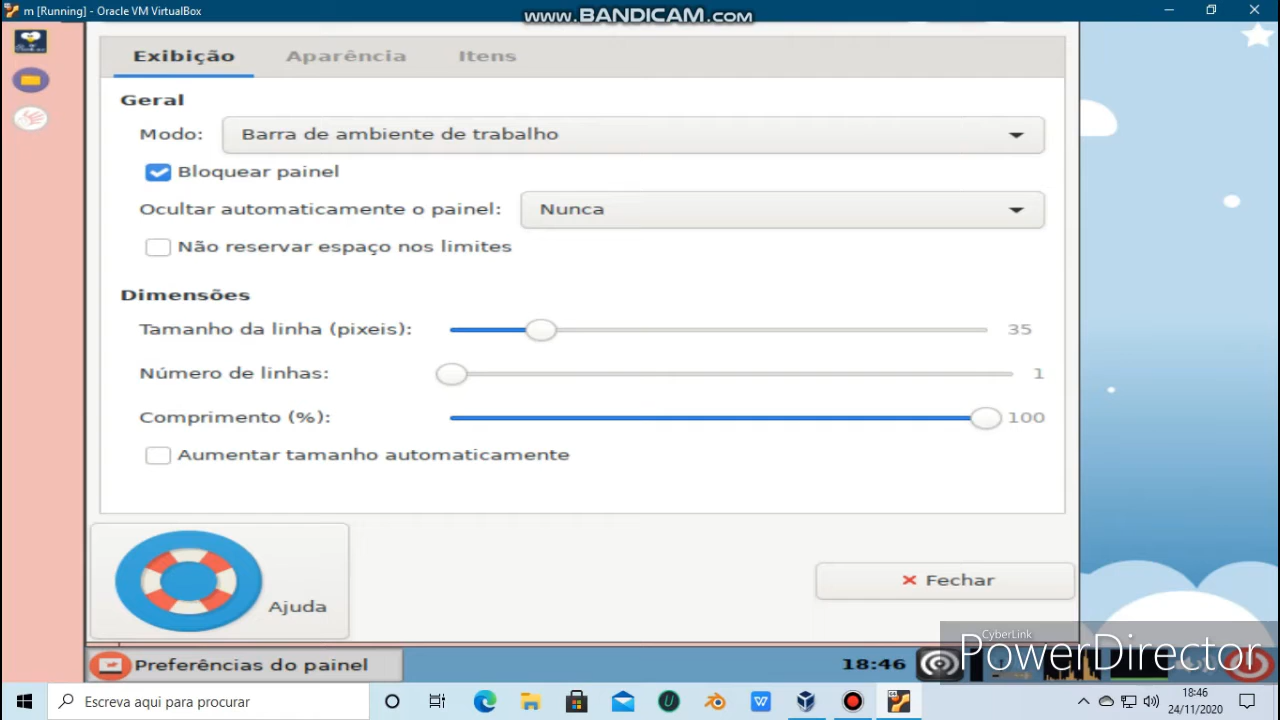 m [Running] - Oracle VM VirtualBox
www.BANDICAM.com
Exibição Aparência Itens
Geral
Modo: Barra de ambiente de trabalho
Bloquear painel
Ocultar automaticamente o painel: Nunca
Não reservar espaço nos limites
Dimensões
Tamanho da linha (pixeis): 35
Número de linhas: 1
Comprimento (%): 100
Aumentar tamanho automaticamente
Ajuda
Fechar
CyberLink
PowerDirector
Preferências do painel 18:46
Escreva aqui para procurar
18:46
24/11/2020